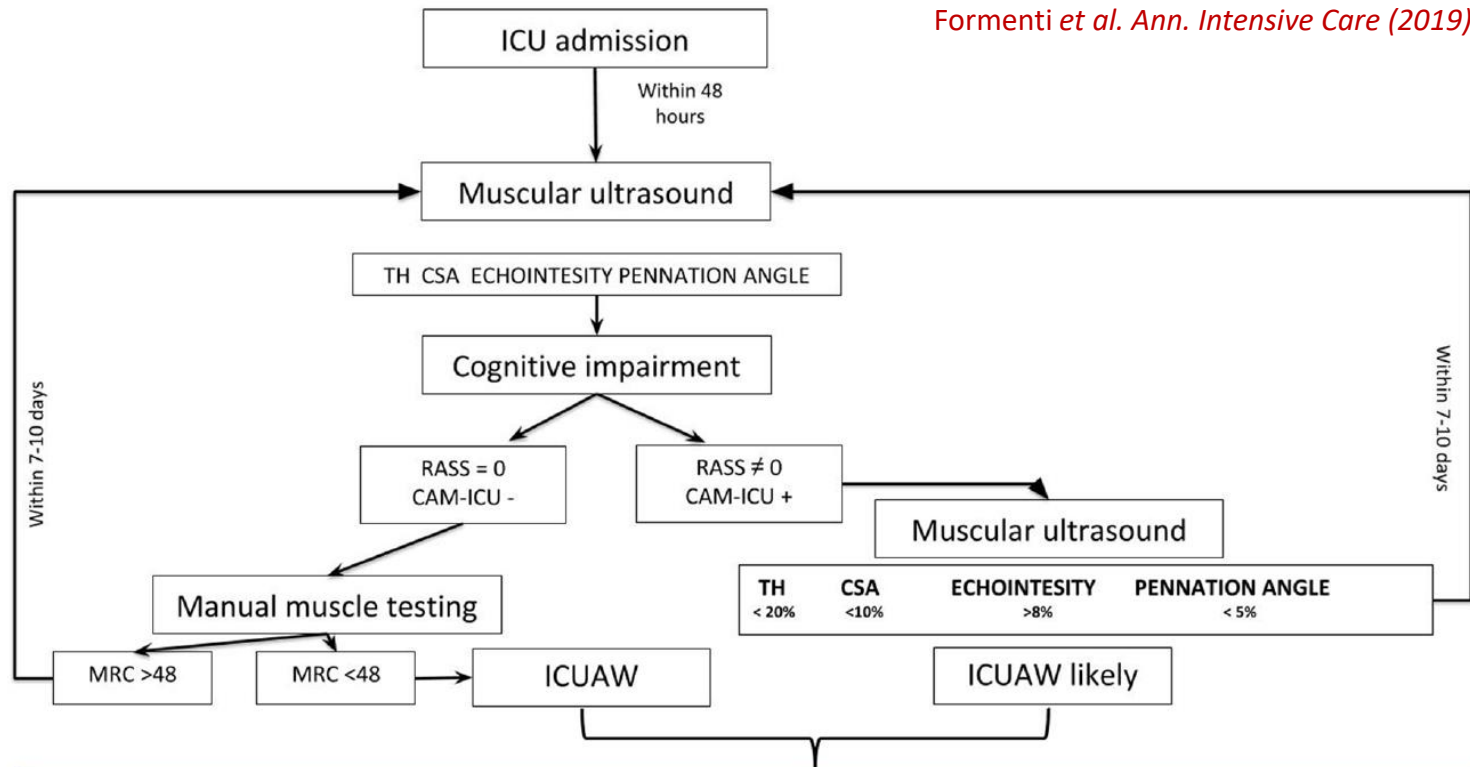 Formenti et al. Ann. Intensive Care (2019)
ICU admission
Within 48
hours
Muscular ultrasound
TH CSA ECHOINTESITY PENNATION ANGLE
Cognitive impairment
Within 7-10 days
Within 7-10 days
RASS = 0
CAM-ICU -
RASS ≠ 0
CAM-ICU +
Muscular ultrasound
TH CSA ECHOINTESITY PENNATION ANGLE
< 20% <10% >8% < 5%
Manual muscle testing
MRC >48
MRC <48
ICUAW
ICUAW likely